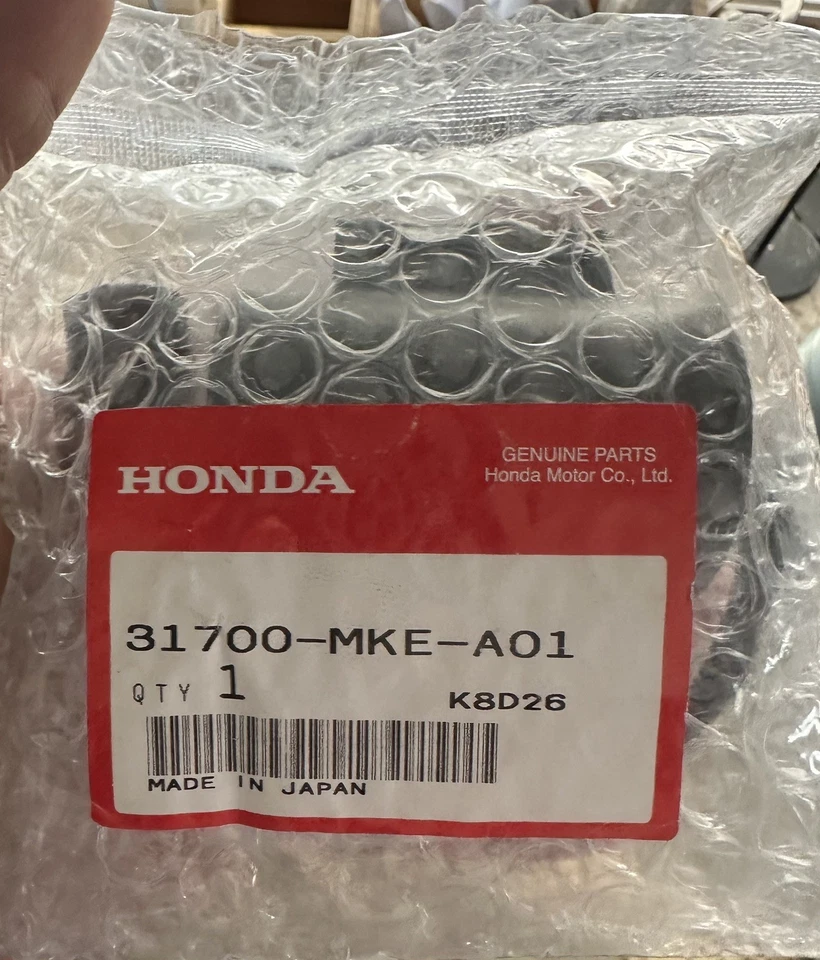 HONDA
GENUINE PARTS
Honda Motor Co., Ltd.
31700-MKE-A01
QTY 1
K8D26
MADE IN JAPAN